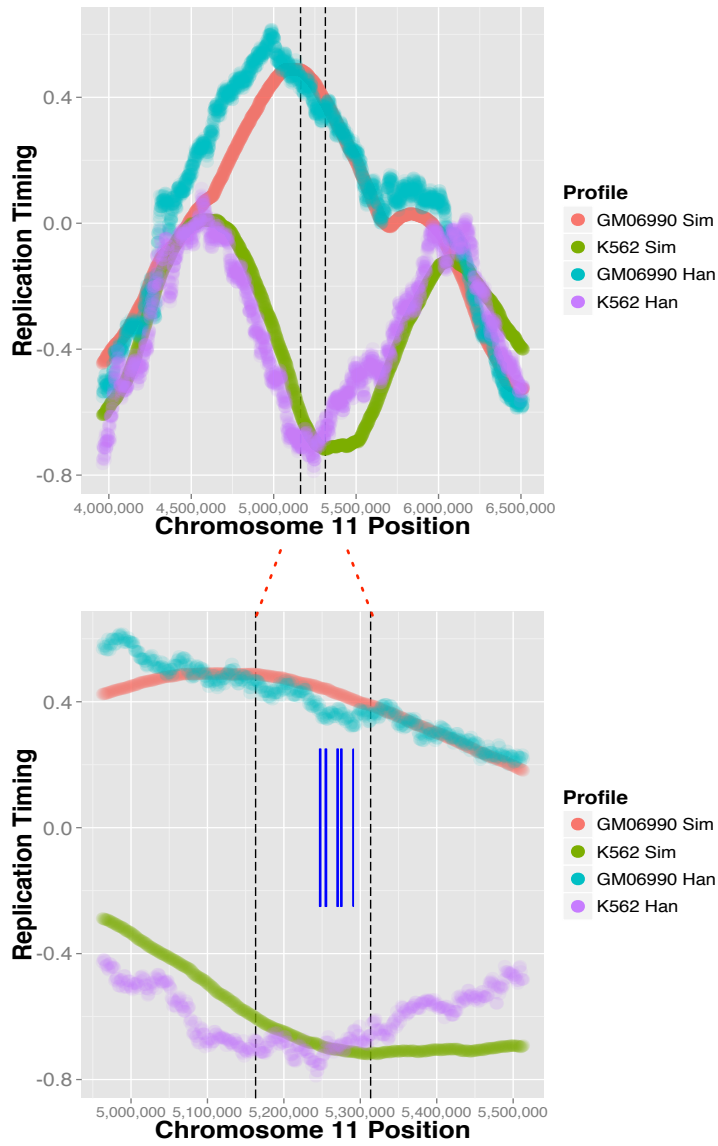 0.4
0.0
-0.4
-0.8
Replication Timing
4,000,000 4,500,000 5,000,000 5,500,000 6,000,000 6,500,000
Chromosome 11 Position
Profile
GM06990 Sim
K562 Sim
GM06990 Han
K562 Han
0.4
0.0
-0.4
-0.8
Replication Timing
5,000,000 5,100,000 5,200,000 5,300,000 5,400,000 5,500,000
Chromosome 11 Position
Profile
GM06990 Sim
K562 Sim
GM06990 Han
K562 Han